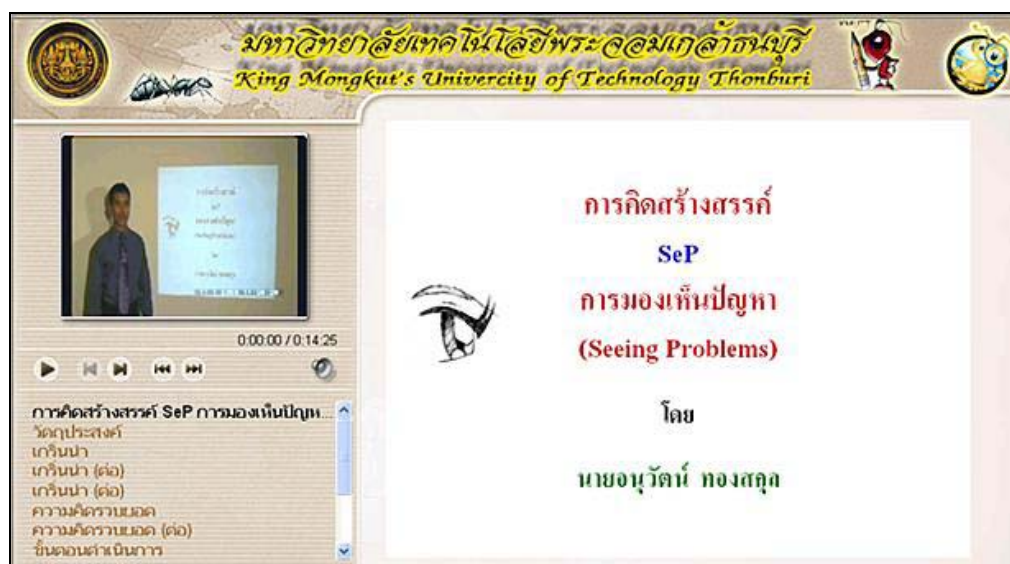 มหาวิทยาลัยเทคโนโลยีพระจอมเกล้าธนบุรี
King Mongkut's Univercity of Technology Thonburi
0:00:00 / 0:14:25
การคิดสร้างสรรค์ SeP การมองเห็นปัญห...
วัตถุประสงค์
เกริ่นนำ
เกริ่นนำ (ต่อ)
เกริ่นนำ (ต่อ)
ความคิดรวบยอด
ความคิดรวบยอด (ต่อ)
ขั้นตอนดำเนินการ
การคิดสร้างสรรค์
SeP
การมองเห็นปัญหา
(Seeing Problems)
โดย
นายอนุวัตน์ ทองสกุล